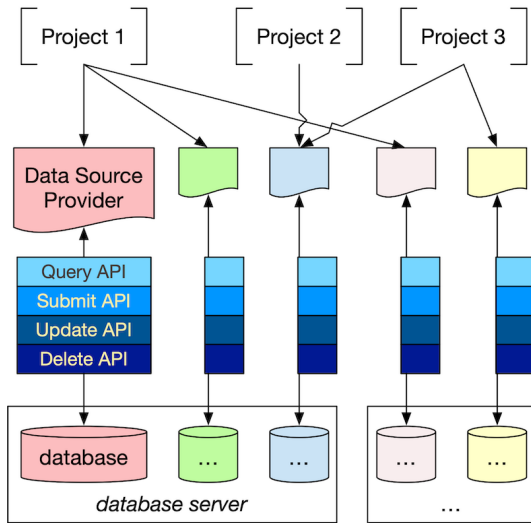 Project 1
Project 2
Project 3
Data Source
Provider
Query API
Submit API
Update API
Delete API
database
...
...
...
...
database server
...